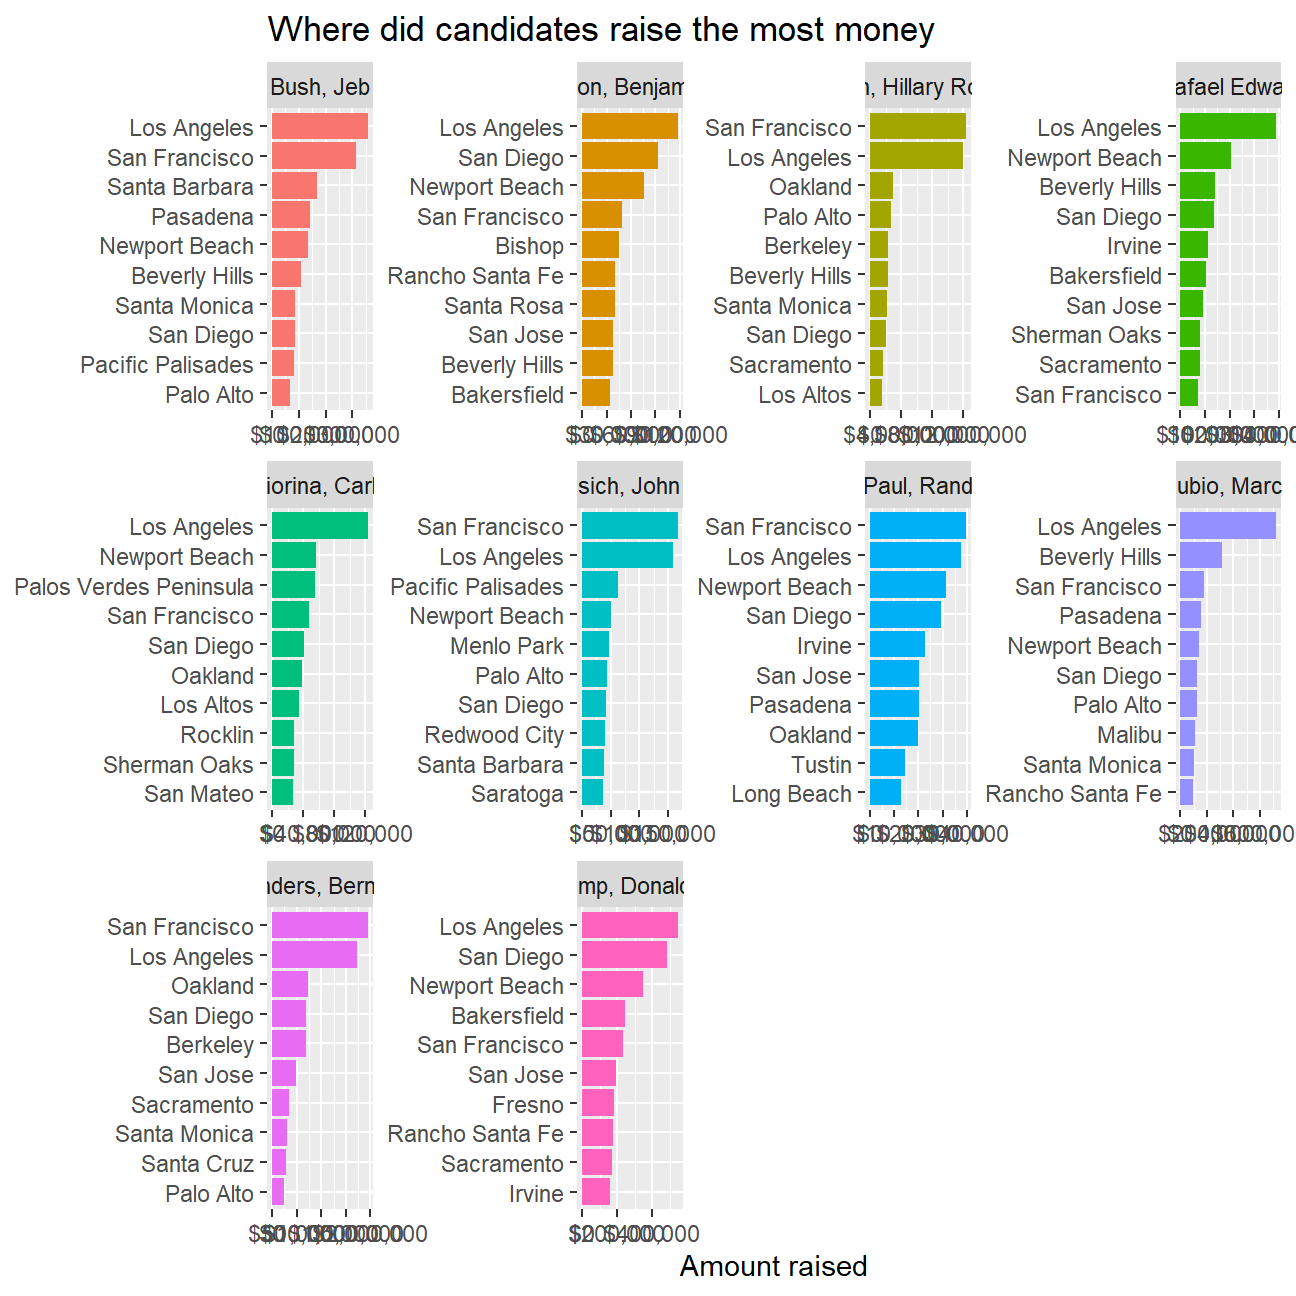 Where did candidates raise the most money
Bush, Jeb
Los Angeles
San Francisco
Santa Barbara
Pasadena
Newport Beach
Beverly Hills
Santa Monica
San Diego
Pacific Palisades
Palo Alto
on, Benjam
Los Angeles
San Diego
Newport Beach
San Francisco
Bishop
Rancho Santa Fe
Santa Rosa
San Jose
Beverly Hills
Bakersfield
n, Hillary Ro
San Francisco
Los Angeles
Oakland
Palo Alto
Berkeley
Beverly Hills
Santa Monica
San Diego
Sacramento
Los Altos
afael Edwa
Los Angeles
Newport Beach
Beverly Hills
San Diego
Irvine
Bakersfield
San Jose
Sherman Oaks
Sacramento
San Francisco
iorina, Carl
Los Angeles
Newport Beach
Palos Verdes Peninsula
San Francisco
San Diego
Oakland
Los Altos
Rocklin
Sherman Oaks
San Mateo
sich, John
San Francisco
Los Angeles
Pacific Palisades
Newport Beach
Menlo Park
Palo Alto
San Diego
Redwood City
Santa Barbara
Saratoga
Paul, Rand
San Francisco
Los Angeles
Newport Beach
San Diego
Irvine
San Jose
Pasadena
Oakland
Tustin
Long Beach
ubio, Marc
Los Angeles
Beverly Hills
San Francisco
Pasadena
Newport Beach
San Diego
Palo Alto
Malibu
Santa Monica
Rancho Santa Fe
nders, Bern
San Francisco
Los Angeles
Oakland
San Diego
Berkeley
San Jose
Sacramento
Santa Monica
Santa Cruz
Palo Alto
mp, Donald
Los Angeles
San Diego
Newport Beach
Bakersfield
San Francisco
San Jose
Fresno
Rancho Santa Fe
Sacramento
Irvine
Amount raised